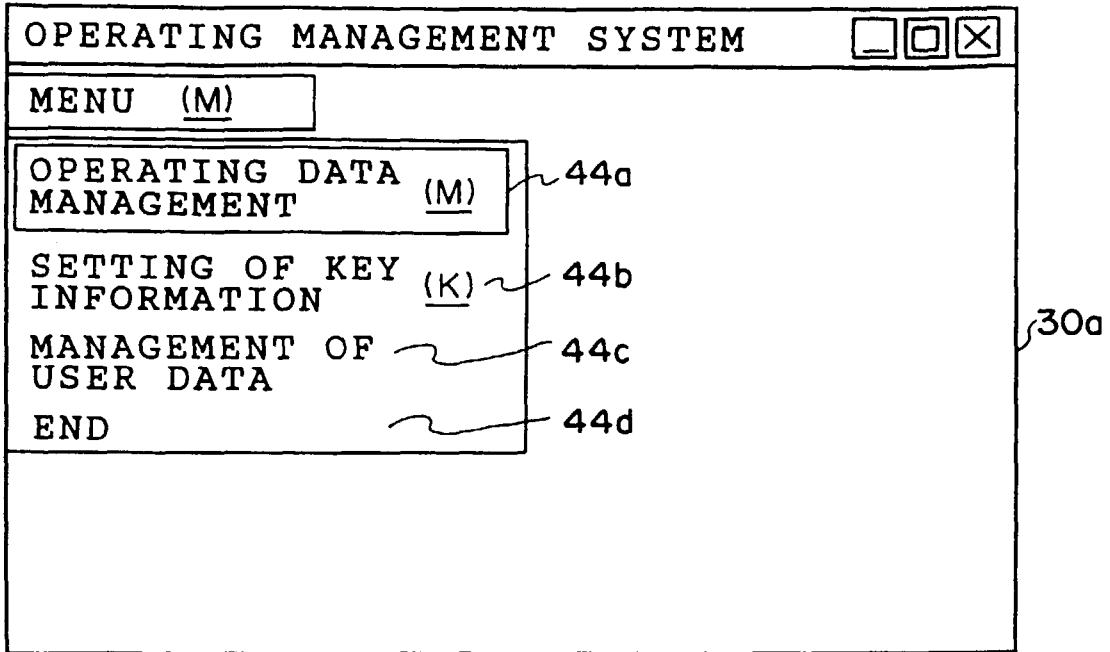 OPERATING MANAGEMENT SYSTEM
MENU (M)
OPERATING DATA
MANAGEMENT (M)
44a
SETTING OF KEY
INFORMATION (K)
44b
30a
MANAGEMENT OF
USER DATA
44c
END
44d